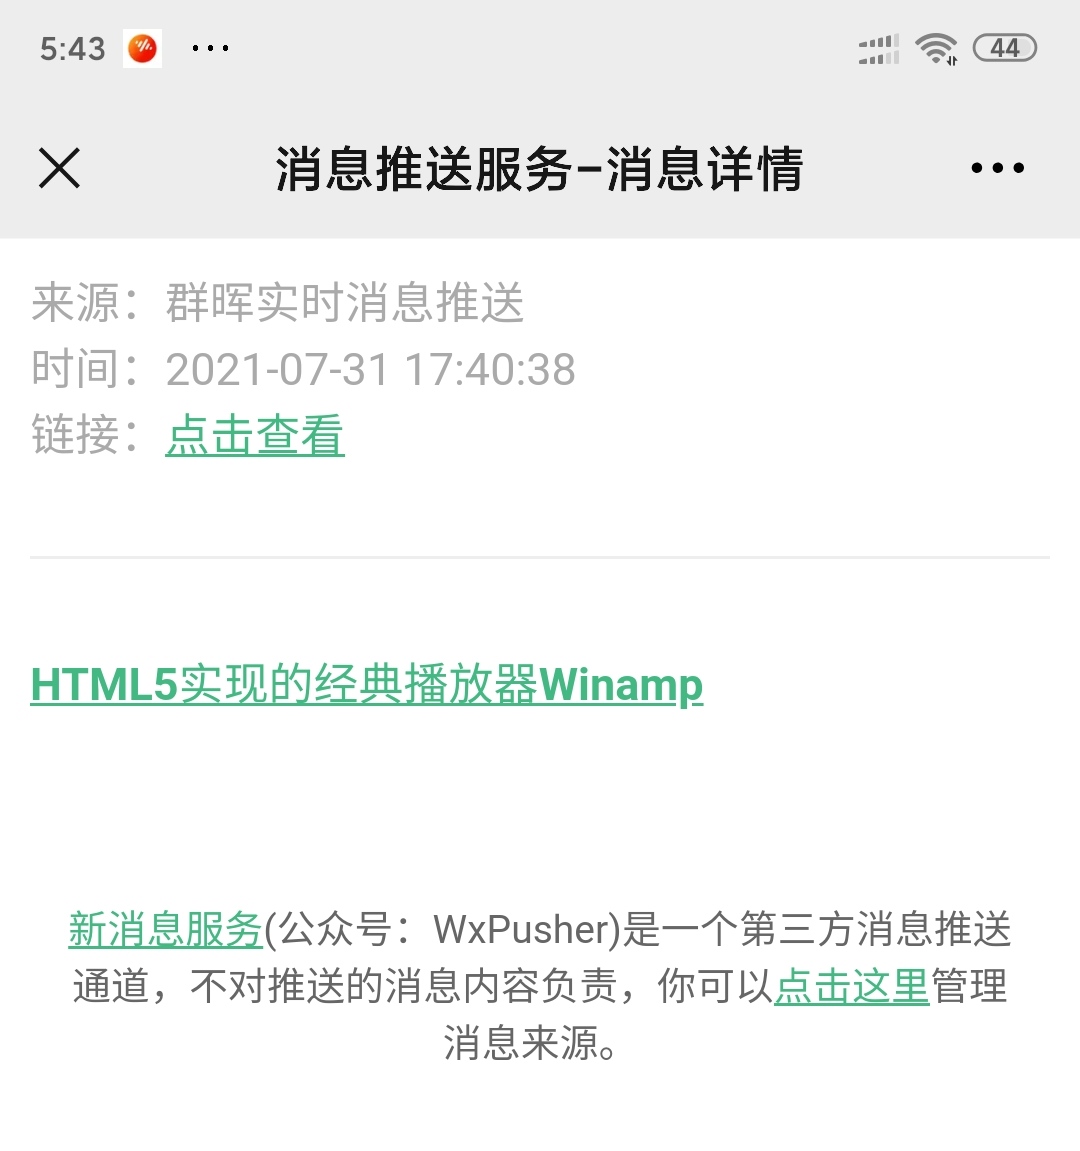 5:43
44
消息推送服务-消息详情
来源：群晖实时消息推送
时间：2021-07-31 17:40:38
链接：点击查看
HTML5实现的经典播放器Winamp
新消息服务(公众号：WxPusher)是一个第三方消息推送
通道，不对推送的消息内容负责，你可以点击这里管理
消息来源。